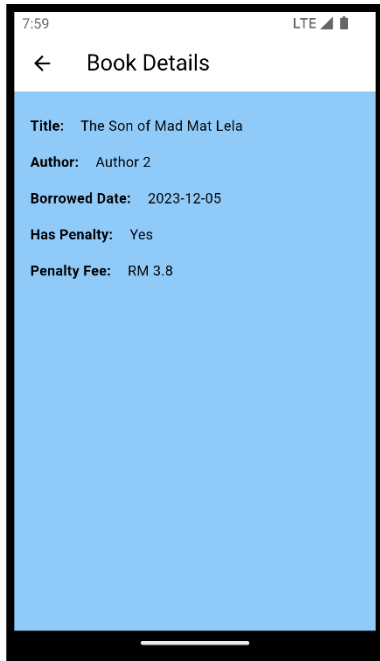 7:59 LTE
Book Details
Title: The Son of Mad Mat Lela
Author: Author 2
Borrowed Date: 2023-12-05
Has Penalty: Yes
Penalty Fee: RM 3.8